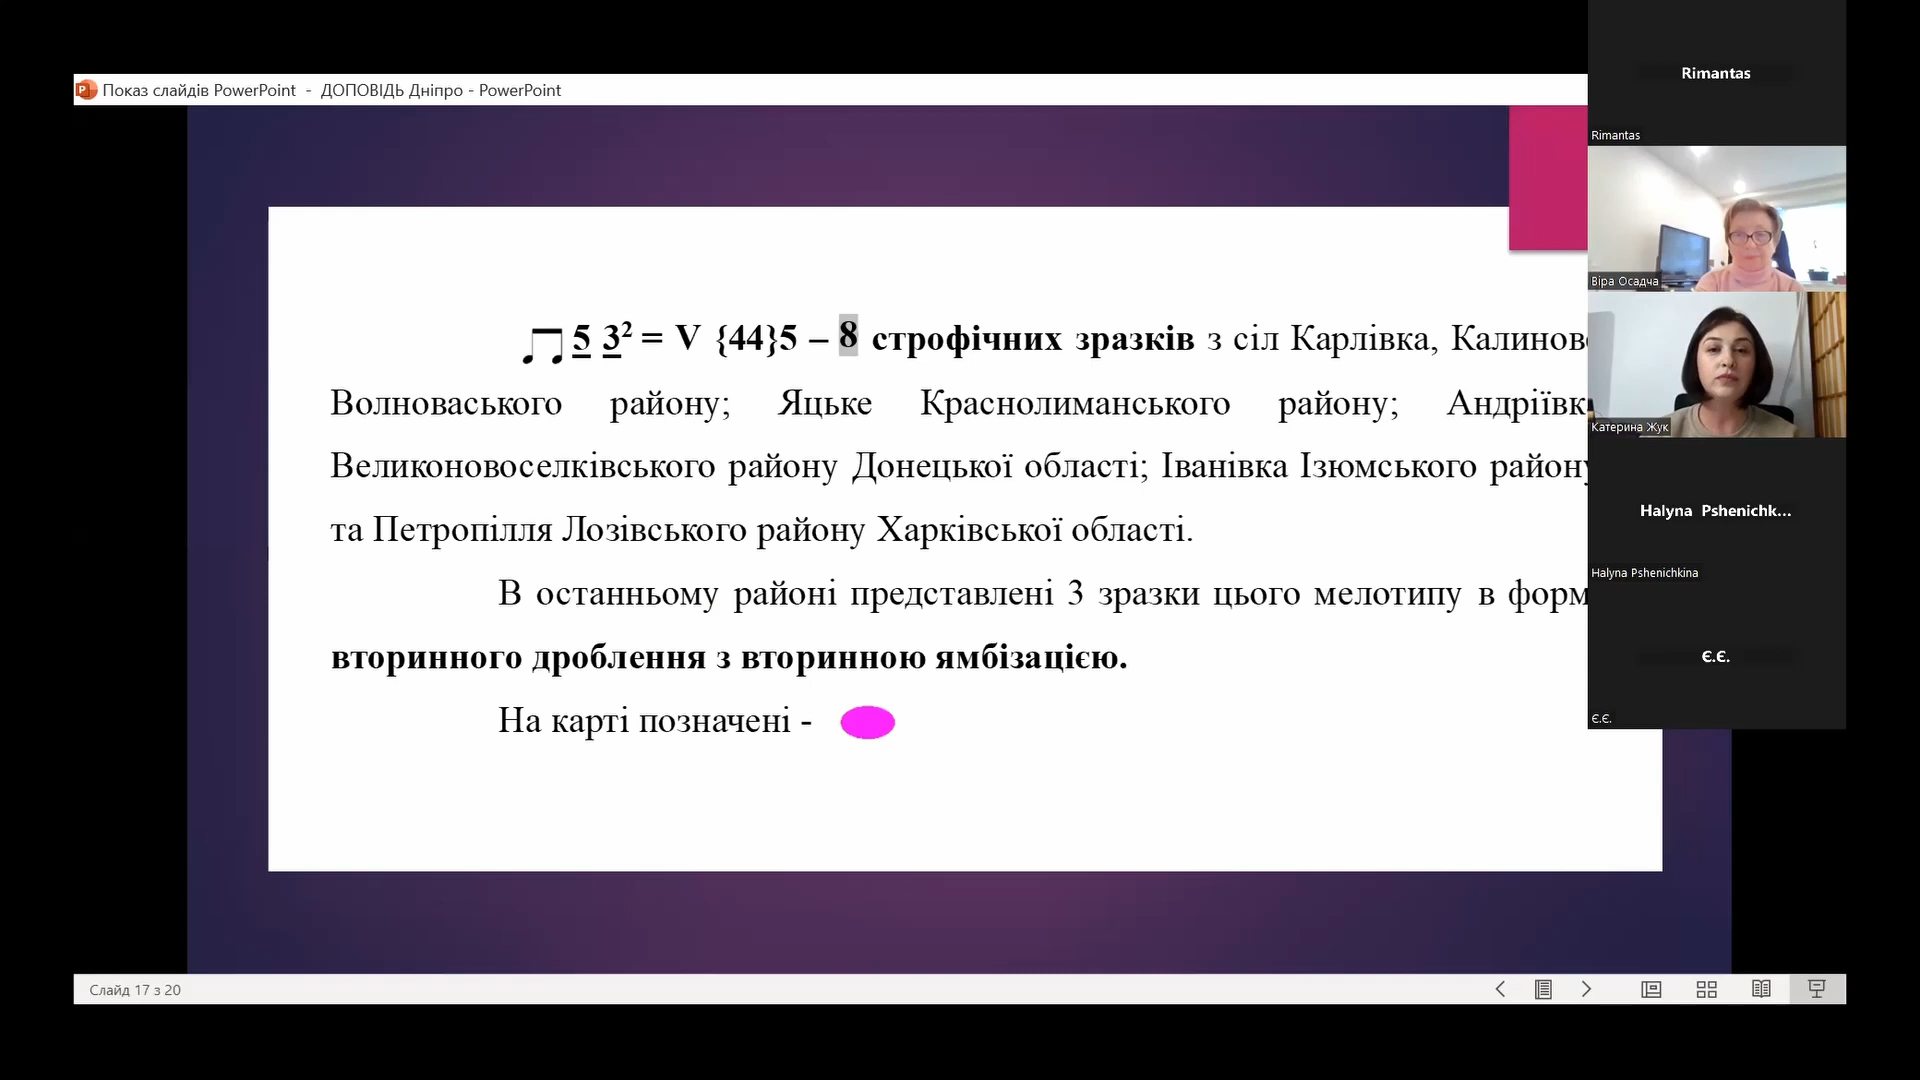 Показ слайдів PowerPoint - ДОПОВІДЬ Дніпро - PowerPoint
♫ 5 3² = V {44}5 – 8 строфічних зразків з сіл Карлівка, Калинов
Волноваського району; Яцьке Краснолиманського району; Андріївк
Великоновоселківського району Донецької області; Іванівка Ізюмського району
та Петропілля Лозівського району Харківської області.
В останньому районі представлені 3 зразки цього мелотипу в форм
вторинного дроблення з вторинною ямбізацією.
На карті позначені -
Слайд 17 з 20
Rimantas
Rimantas
Віра Осадча
Катерина Жук
Halyna Pshenichk...
Halyna Pshenichkina
Є.Є.
Є.Є.